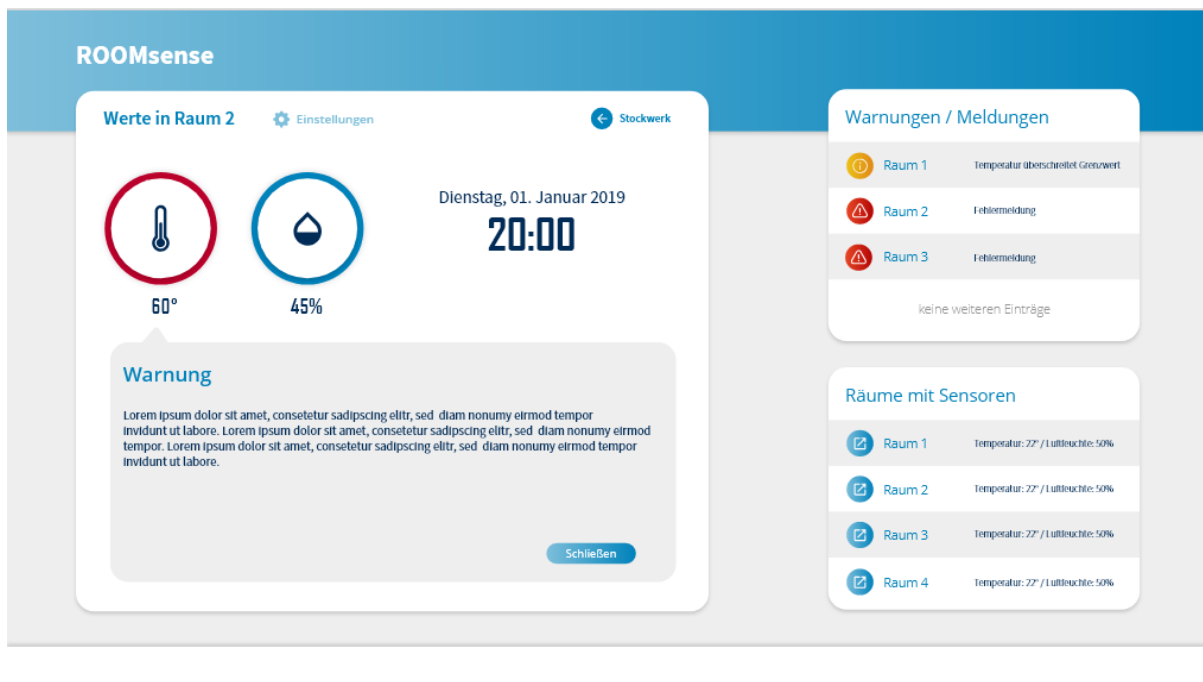 ROOMsense
Werte in Raum 2
Einstellungen
Stockwerk
Dienstag, 01. Januar 2019
20:00
60°
45%
Warnung
Lorem ipsum dolor sit amet, consetetur sadipscing elitr, sed diam nonumy eirmod tempor
invidunt ut labore. Lorem ipsum dolor sit amet, consetetur sadipscing elitr, sed diam nonumy eirmod
tempor. Lorem ipsum dolor sit amet, consetetur sadipscing elitr, sed diam nonumy eirmod tempor
invidunt ut labore.
Schließen
Warnungen / Meldungen
Raum 1 Temperatur überschreitet Grenzwert
Raum 2 Fehlermeldung
Raum 3 Fehlermeldung
keine weiteren Einträge
Räume mit Sensoren
Raum 1 Temperatur: 22° / Luftfeuchte: 50%
Raum 2 Temperatur: 22° / Luftfeuchte: 50%
Raum 3 Temperatur: 22° / Luftfeuchte: 50%
Raum 4 Temperatur: 22° / Luftfeuchte: 50%